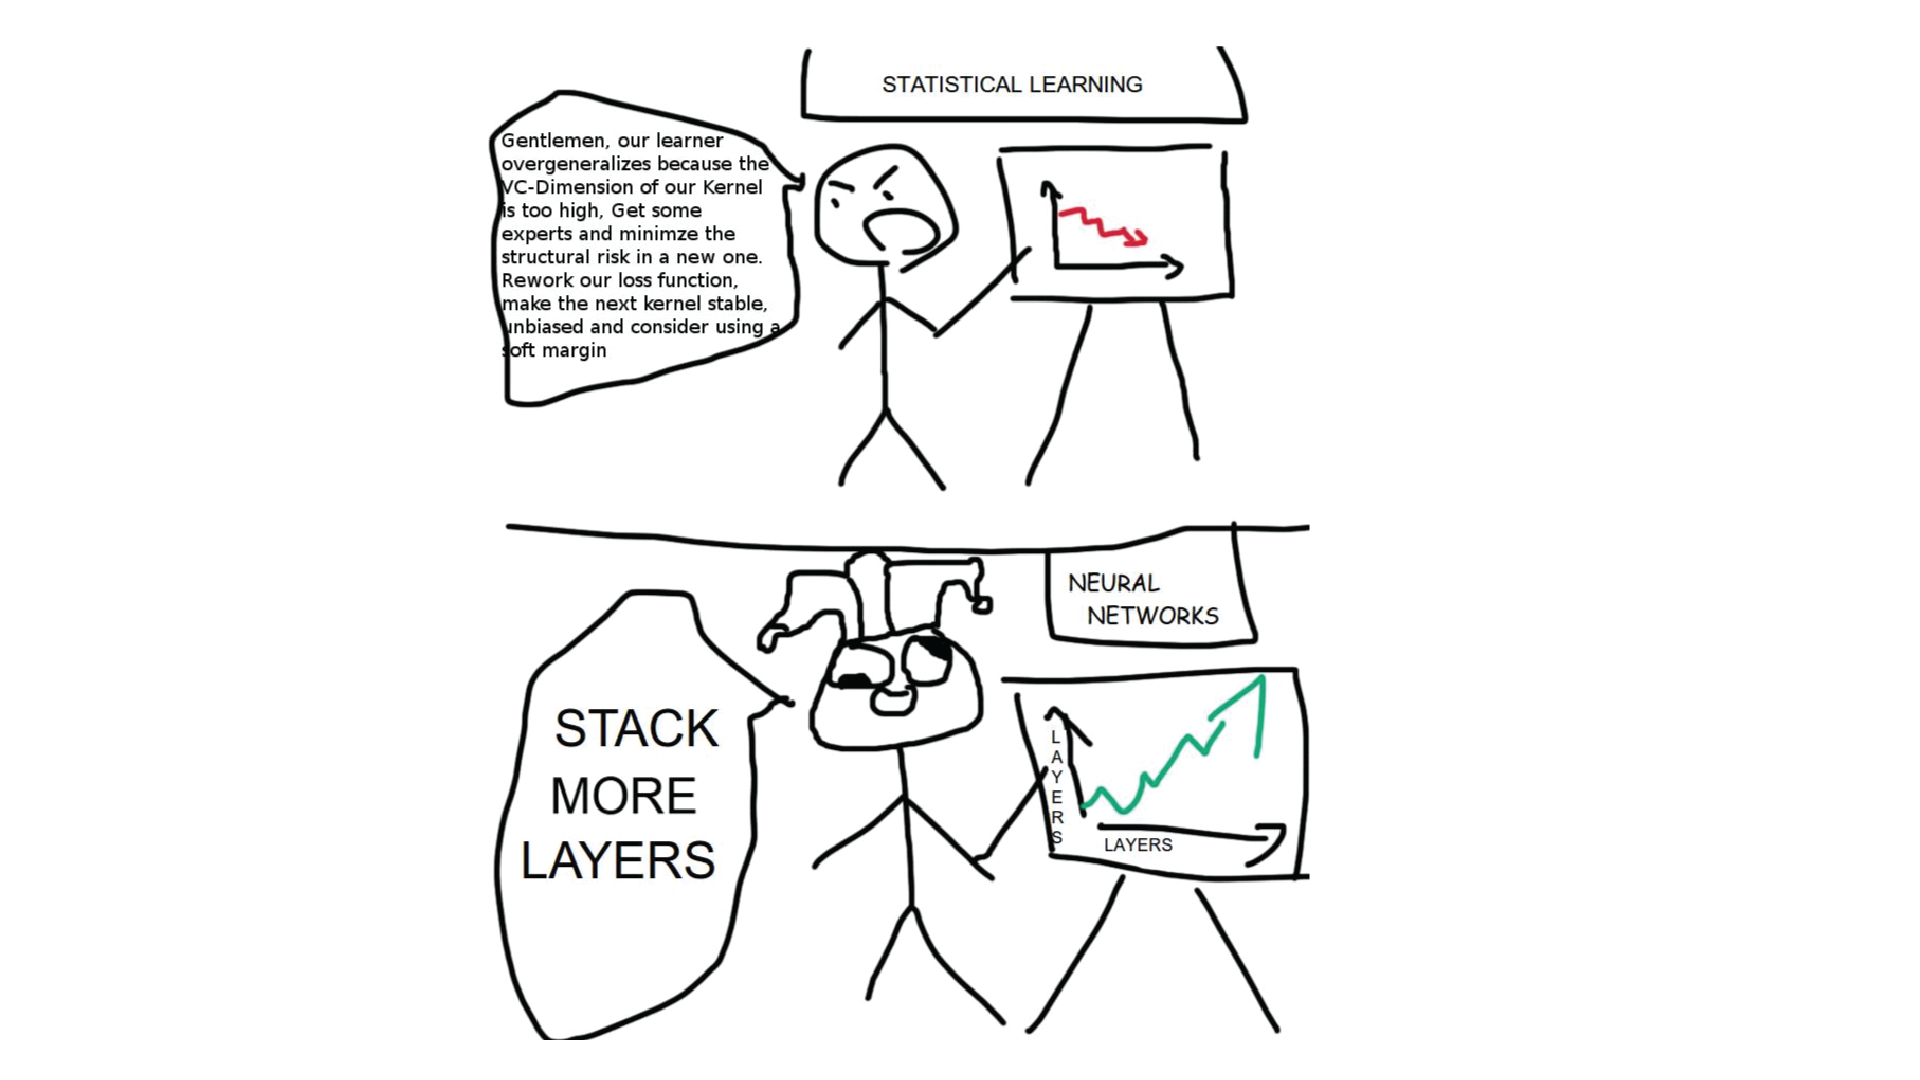 STATISTICAL LEARNING
Gentlemen, our learner
overgeneralizes because the
VC-Dimension of our Kernel
is too high, Get some
experts and minimze the
structural risk in a new one.
Rework our loss function,
make the next kernel stable,
unbiased and consider using a
soft margin
NEURAL
NETWORKS
STACK
MORE
LAYERS
LAYERS
LAYERS